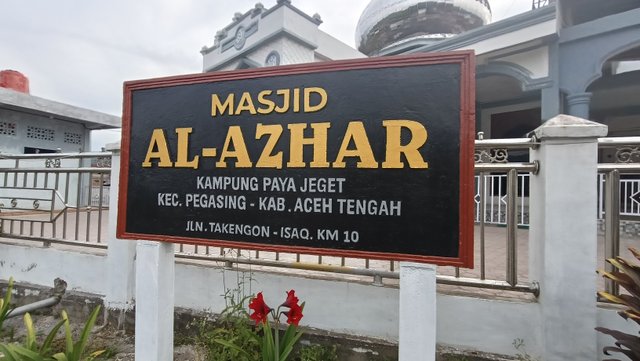 MASJID
AL-AZHAR
KAMPUNG PAYA JEGET
KEC. PEGASING - KAB. ACEH TENGAH
JLN. TAKENGON - ISAQ. KM 10